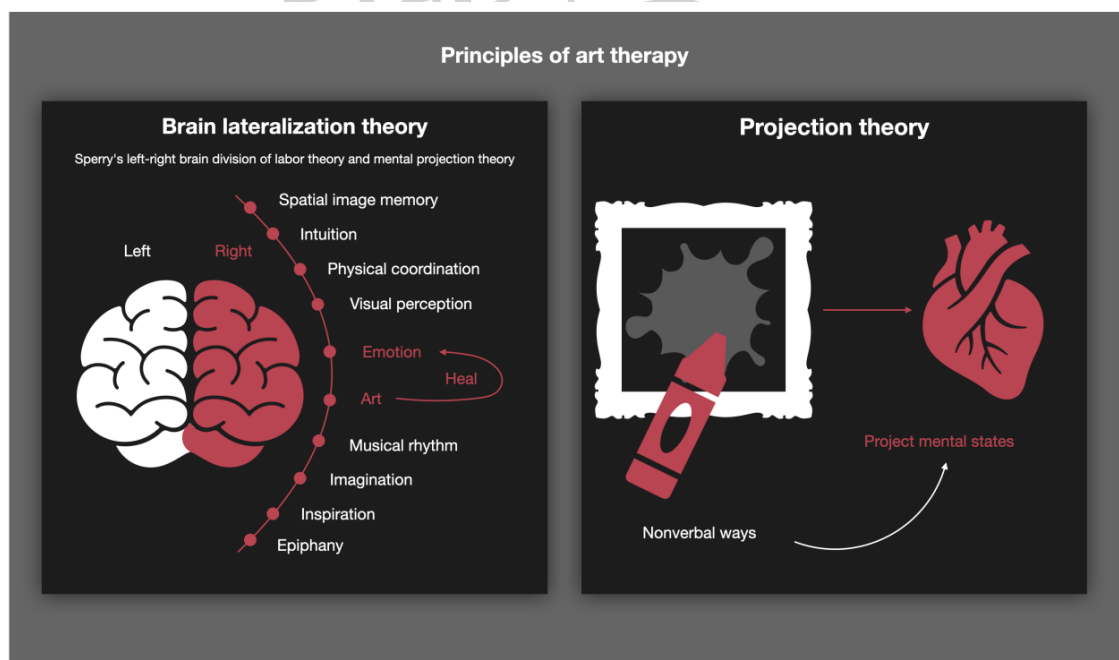 Principles of art therapy
Brain lateralization theory
Sperry's left-right brain division of labor theory and mental projection theory
Left
Right
Spatial image memory
Intuition
Physical coordination
Visual perception
Emotion
Heal
Art
Musical rhythm
Imagination
Inspiration
Epiphany
Projection theory
Project mental states
Nonverbal ways